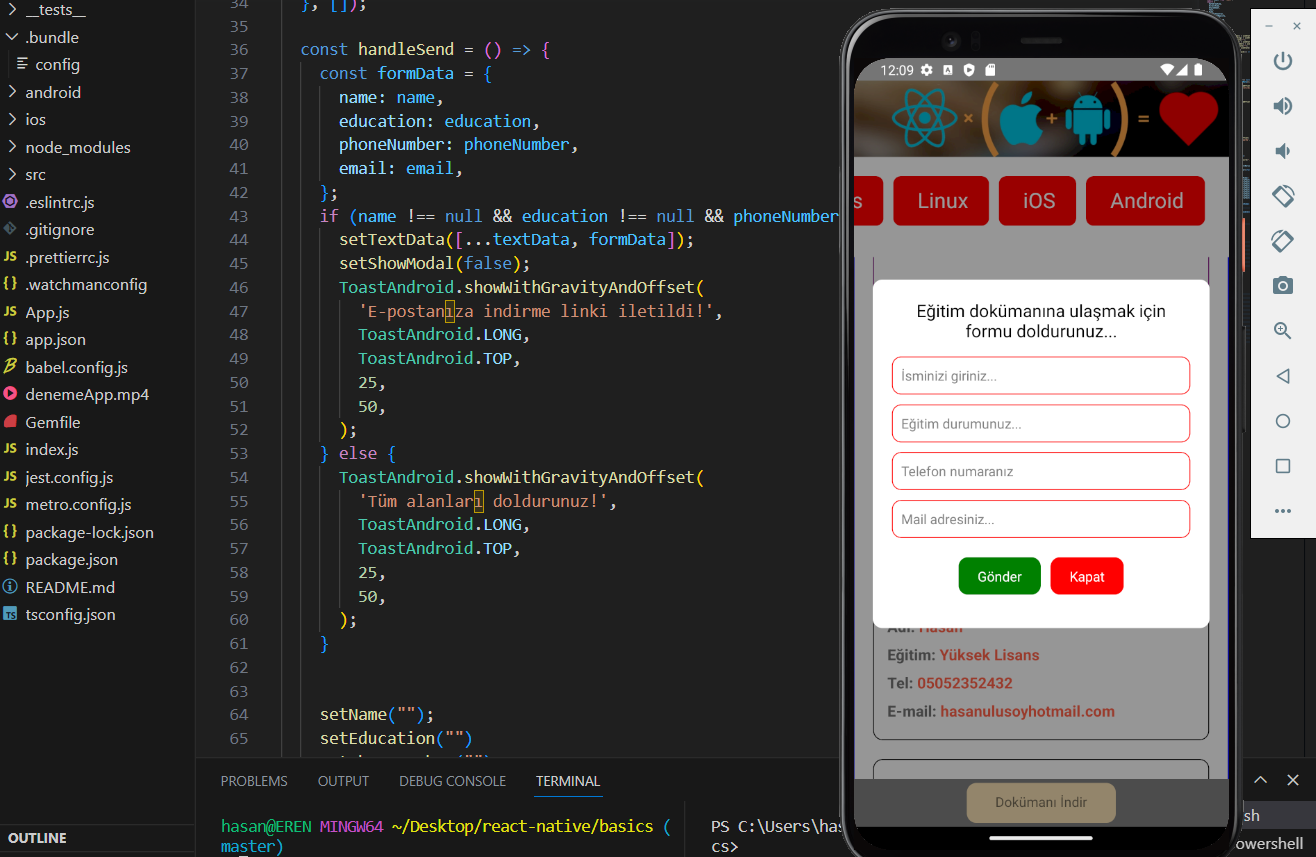 __tests__
.bundle
config
android
ios
node_modules
src
.eslintrc.js
.gitignore
.prettierrc.js
.watchmanconfig
App.js
app.json
babel.config.js
denemeApp.mp4
Gemfile
index.js
jest.config.js
metro.config.js
package-lock.json
package.json
README.md
tsconfig.json
OUTLINE
34 }, []);
35
36 const handleSend = () => {
37 const formData = {
38 name: name,
39 education: education,
40 phoneNumber: phoneNumber,
41 email: email,
42 };
43 if (name !== null && education !== null && phoneNumber
44 setTextData([...textData, formData]);
45 setShowModal(false);
46 ToastAndroid.showWithGravityAndOffset(
47 'E-postanıza indirme linki iletildi!',
48 ToastAndroid.LONG,
49 ToastAndroid.TOP,
50 25,
51 50,
52 );
53 } else {
54 ToastAndroid.showWithGravityAndOffset(
55 'Tüm alanları doldurunuz!',
56 ToastAndroid.LONG,
57 ToastAndroid.TOP,
58 25,
59 50,
60 );
61 }
62
63
64 setName("");
65 setEducation("")
PROBLEMS OUTPUT DEBUG CONSOLE TERMINAL
hasan@EREN MINGW64 ~/Desktop/react-native/basics (
master)
PS C:\Users\has
cs>
sh
owershell
12:09
× ( + ) =
s Linux iOS Android
Eğitim dokümanına ulaşmak için
formu doldurunuz...
İsminizi giriniz...
Eğitim durumunuz...
Telefon numaranız
Mail adresiniz...
Gönder Kapat
Adı: Hasan
Eğitim: Yüksek Lisans
Tel: 05052352432
E-mail: hasanulusoyhotmail.com
Dokümanı İndir